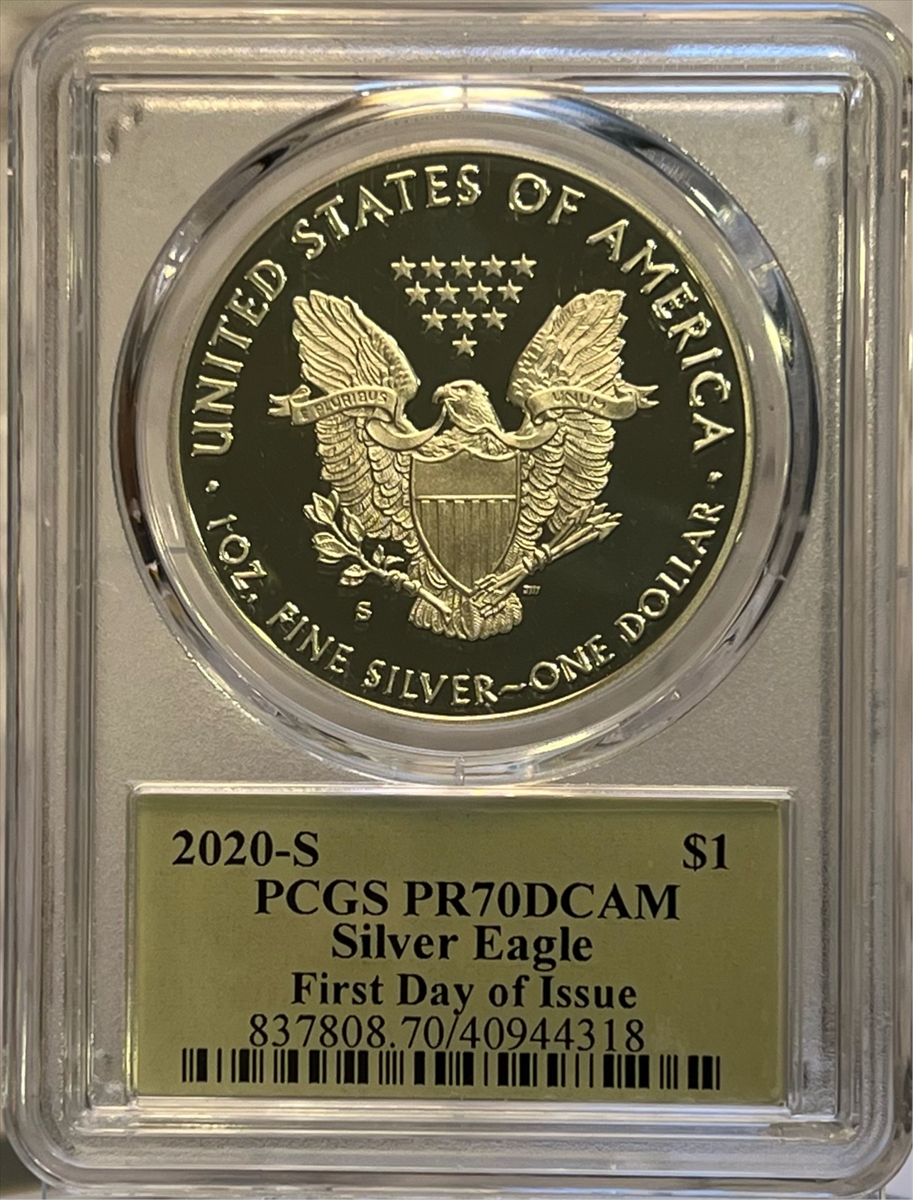 UNITED STATES OF AMERICA
E PLURIBUS UNUM
S
• 1 OZ. FINE SILVER~ONE DOLLAR •
2020-S $1
PCGS PR70DCAM
Silver Eagle
First Day of Issue
837808.70/40944318